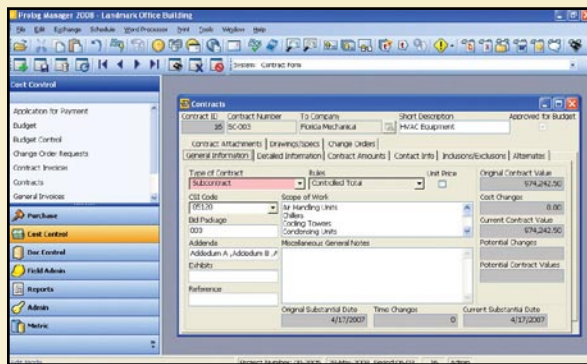 Prolog Manager 2008 - Landmark Office Building
File Edit Exchange Schedule Word Processor Print Tools Window Help
System: Contract Form
Cost Control
Application for Payment
Budget
Budget Control
Change Order Requests
Contract Invoices
Contracts
General Invoices
Purchase
Cost Control
Doc Control
Field Admin
Reports
Admin
Metric
Contracts
Contract ID Contract Number To Company Short Description Approved for Budget
16 SC-003 Florida Mechanical HVAC Equipment
Contract Attachments Drawings/Specs Change Orders
General Information Detailed Information Contract Amounts Contact Info Inclusions/Exclusions Alternates
Type of Contract Rules Unit Price Original Contract Value
Subcontract Controlled Total $74,242.50
CSI Code Scope of Work Cost Changes
05120 Air Handling Units 0.00
Bid Package Chillers Current Contract Value
003 Cooling Towers $74,242.50
Condensing Units
Addenda Miscellaneous General Notes Potential Changes
Addedum A ,Addedum B ,A
Exhibits Potential Contract Values
Reference
Original Substantial Date Time Changes Current Substantial Date
4/17/2007 0 4/17/2007